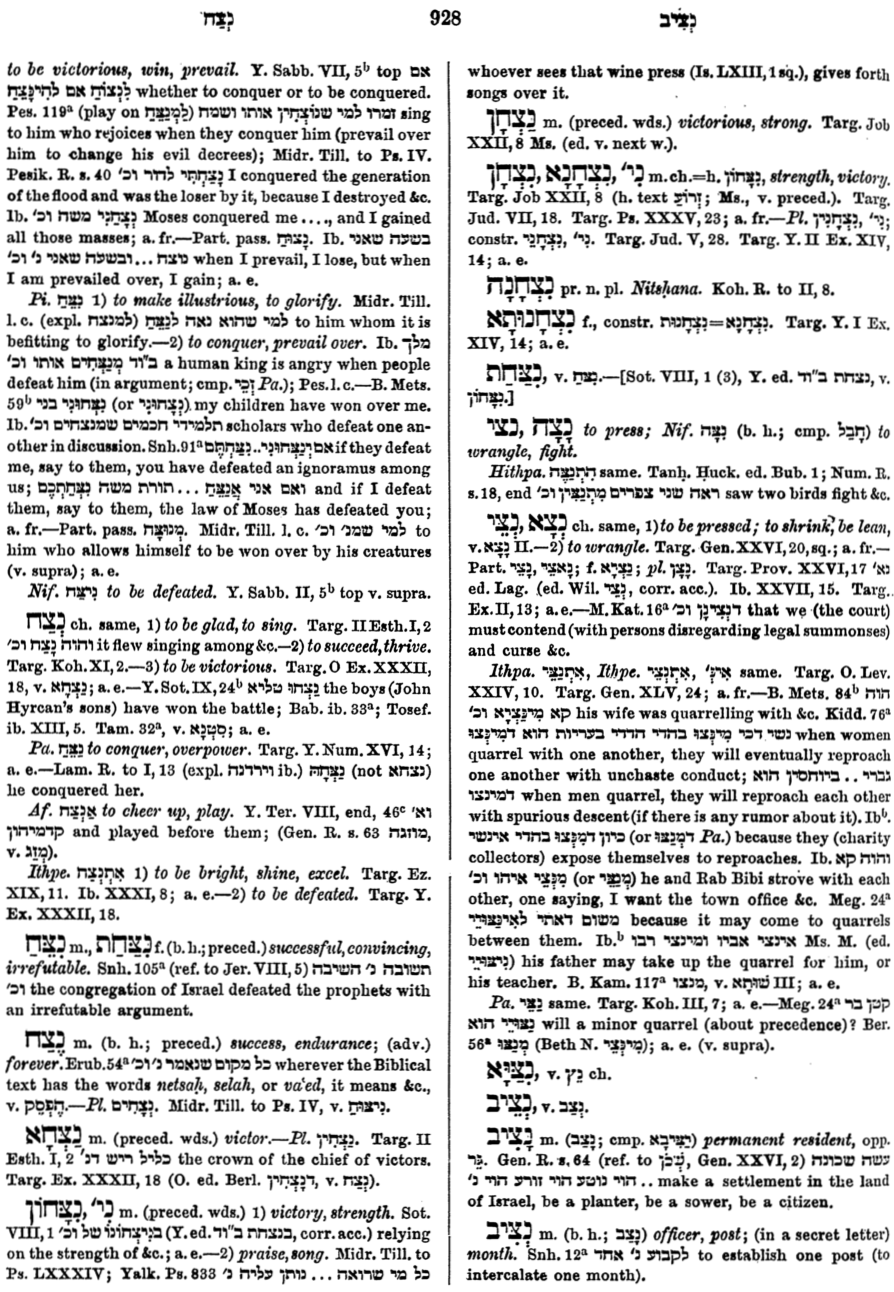 נְצַח 928 נְצִיב
to be victorious, win, prevail. Y. Sabb. VII, 5ᵇ top אם
לִנְצוֹחַ אם לְהִינָּצֵחַ whether to conquer or to be conquered.
Pes. 119ᵃ (play on לַמְנַצֵּחַ) זמרו למי שנוֹצְחִין אותו ושמח sing
to him who rejoices when they conquer him (prevail over
him to change his evil decrees); Midr. Till. to Ps. IV.
Pesik. R. s. 40 נָצַחְתִּי לדור וכ׳ I conquered the generation
of the flood and was the loser by it, because I destroyed &c.
Ib. נְצָחַנִי משה וכ׳ Moses conquered me ...., and I gained
all those masses; a. fr.—Part. pass. נָצוּחַ. Ib. בשעה שאני
נוצח ... ובשעה שאני נ׳ וכ׳ when I prevail, I lose, but when
I am prevailed over, I gain; a. e.
Pi. נִצֵּחַ 1) to make illustrious, to glorify. Midr. Till.
l. c. (expl. למנצח) למי שהוא נאה לְנַצֵּחַ to him whom it is
befitting to glorify.—2) to conquer, prevail over. Ib. מלך
ב״וד מְנַצְּחִים אותו וכ׳ a human king is angry when people
defeat him (in argument; cmp. זְכֵי Pa.); Pes. l. c.—B. Mets.
59ᵇ נִצְּחוּנִי בני (or נְצָחוּנִי) my children have won over me.
Ib. תלמידי חכמים שמנצחים וכ׳ scholars who defeat one an-
other in discussion. Snh. 91ᵃ אם יְנַצְּחוּנִי .. נִצַּחְתֶּם if they defeat
me, say to them, you have defeated an ignoramus among
us; ואם אני אֲנַצֵּחַ ... תורת משה נִצְּחַתְכֶם and if I defeat
them, say to them, the law of Moses has defeated you;
a. fr.—Part. pass. מְנוּצָּח. Midr. Till. l. c. למי שמנ׳ וכ׳ to
him who allows himself to be won over by his creatures
(v. supra); a. e.
Nif. נִיצַּח to be defeated. Y. Sabb. II, 5ᵇ top v. supra.
נְצַח ch. same, 1) to be glad, to sing. Targ. II Esth. I, 2
והוה נָצַח וכ׳ it flew singing among &c.—2) to succeed, thrive.
Targ. Koh. XI, 2.—3) to be victorious. Targ. O Ex. XXXII,
18, v. נַצְחָא; a. e.—Y. Sot. IX, 24ᵇ נַצְחוּ טליא the boys (John
Hyrcan's sons) have won the battle; Bab. ib. 33ᵃ; Tosef.
ib. XIII, 5. Tam. 32ᵃ, v. סִטְנָא; a. e.
Pa. נַצַּח to conquer, overpower. Targ. Y. Num. XVI, 14;
a. e.—Lam. R. to I, 13 (expl. וירדנה ib.) נַצְּחָהּ (not נצחא)
he conquered her.
Af. אַנְצַח to cheer up, play. Y. Ter. VIII, end, 46ᶜ וא׳
קדמיהון and played before them; (Gen. R. s. 63 מוזגה,
v. מְזַג).
Ithpe. אִתְנְצַח 1) to be bright, shine, excel. Targ. Ez.
XIX, 11. Ib. XXXI, 8; a. e.—2) to be defeated. Targ. Y.
Ex. XXXII, 18.
נִצֵּחַ m., נִצַּחַת f. (b. h.; preced.) successful, convincing,
irrefutable. Snh. 105ᵃ (ref. to Jer. VIII, 5) תשובה נ׳ השיבה
וכ׳ the congregation of Israel defeated the prophets with
an irrefutable argument.
נֶצַח m. (b. h.; preced.) success, endurance; (adv.)
forever. Erub. 54ᵃ כל מקום שנאמר נ׳ וכ׳ wherever the Biblical
text has the words netsaḥ, selah, or vaʿed, it means &c.,
v. הֶפְסֵק.—Pl. נְצָחִים. Midr. Till. to Ps. IV, v. נִיצּוּחַ.
נַצְחָא m. (preced. wds.) victor.—Pl. נַצְחִין. Targ. II
Esth. I, 2 כליל ריש דנ׳ the crown of the chief of victors.
Targ. Ex. XXXII, 18 (O. ed. Berl. דנָצְחִין, v. נְצַח).
נִצָּחוֹן, נִי׳ m. (preced. wds.) 1) victory, strength. Sot.
VIII, 1 בנִיצְחוֹנוֹ של וכ׳ (Y. ed. בנצחת ב״וד, corr. acc.) relying
on the strength of &c.; a. e.—2) praise, song. Midr. Till. to
Ps. LXXXIV; Yalk. Ps. 833 כל מי שרואה ... נותן עליה נ׳
whoever sees that wine press (Is. LXIII, 1 sq.), gives forth
songs over it.
נַצְחָן m. (preced. wds.) victorious, strong. Targ. Job
XXII, 8 Ms. (ed. v. next w.).
נִצְחָן, נִצְחָנָא, נִי׳ m. ch.=h. נִצָּחוֹן, strength, victory.
Targ. Job XXII, 8 (h. text זְרוֹעַ; Ms., v. preced.). Targ.
Jud. VII, 18. Targ. Ps. XXXV, 23; a. fr.—Pl. נִצְחָנִין, נִי׳;
constr. נִצְחָנֵי, נִי׳. Targ. Jud. V, 28. Targ. Y. II Ex. XIV,
14; a. e.
נִצְחָנָה pr. n. pl. Nitsḥana. Koh. R. to II, 8.
נִצְחָנוּתָא f., constr. נִצְחָנוּת=נִצְחָנָא. Targ. Y. I Ex.
XIV, 14; a. e.
נִצַּחַת, v. נִצֵּחַ.—[Sot. VIII, 1 (3), Y. ed. נצחת ב״וד, v.
נִצָּחוֹן.]
נָצָה, נצי to press; Nif. נִצָּה (b. h.; cmp. חָבַל) to
wrangle, fight.
Hithpa. הִתְנַצֶּה same. Tanḥ. Huck. ed. Bub. 1; Num. R.
s. 18, end ראה שני צפרים מִתְנַצִּין וכ׳ saw two birds fight &c.
נְצָא, נְצֵי ch. same, 1) to be pressed; to shrink, be lean,
v. נָצָא II.—2) to wrangle. Targ. Gen. XXVI, 20, sq.; a. fr.—
Part. נָצֵי, נָאצֵי; f. נָצְיָא; pl. נָצַן. Targ. Prov. XXVI, 17 נא׳
ed. Lag. (ed. Wil. נָצֵי, corr. acc.). Ib. XXVII, 15. Targ.
Ex. II, 13; a. e.—M. Kat. 16ᵃ דנָצֵינָן וכ׳ that we (the court)
must contend (with persons disregarding legal summonses)
and curse &c.
Ithpa. אִתְנַצֵּי, Ithpe. אִתְנְצֵי, אִינְ׳ same. Targ. O. Lev.
XXIV, 10. Targ. Gen. XLV, 24; a. fr.—B. Mets. 84ᵇ הוה
קא מִינַּצְיָא וכ׳ his wife was quarrelling with &c. Kidd. 76ᵃ
נשי דכי מִינַּצּוּ בהדי הדדי בעריות הוא דמִינַּצּוּ when women
quarrel with one another, they will eventually reproach
one another with unchaste conduct; גברי .. ביוחסין הוא
דמינצו when men quarrel, they will reproach each other
with spurious descent (if there is any rumor about it). Ibᵇ.
כיון דמִנַּצּוּ בהדי אינשי (or דמְנַצּוּ Pa.) because they (charity
collectors) expose themselves to reproaches. Ib. והוה קא
מִנַּצֵּי איהו וכ׳ (or מְנַצֵּי) he and Rab Bibi strove with each
other, one saying, I want the town office &c. Meg. 24ᵃ
משום דאתי לְאִינַּצּוּיֵי because it may come to quarrels
between them. Ib.ᵇ אינצי אביו ומינצי רבו Ms. M. (ed.
נִיצּוּיֵי) his father may take up the quarrel for him, or
his teacher. B. Kam. 117ᵃ מנצו, v. שׁוּתָא III; a. e.
Pa. נַצֵּי same. Targ. Koh. III, 7; a. e.—Meg. 24ᵃ קטן בר
נַצּוּיֵי הוא will a minor quarrel (about precedence)? Ber.
56ᵃ מְנַצּוּ (Beth N. מִינַּצֵּי); a. e. (v. supra).
נִצַּיָּא, v. נֵץ ch.
נְצֵיב, v. נְצַב.
נָצִיב m. (נצב; cmp. יַצִּיבָא) permanent resident, opp.
גֵּר. Gen. R. s. 64 (ref. to שְׁכֹן, Gen. XXVI, 2) עשה שכונה
.. הוי נוטע הוי זורע הוי נ׳ make a settlement in the land
of Israel, be a planter, be a sower, be a citizen.
נְצִיב m. (b. h.; נצב) officer, post; (in a secret letter)
month. Snh. 12ᵃ לקבוע נ׳ אחד to establish one post (to
intercalate one month).